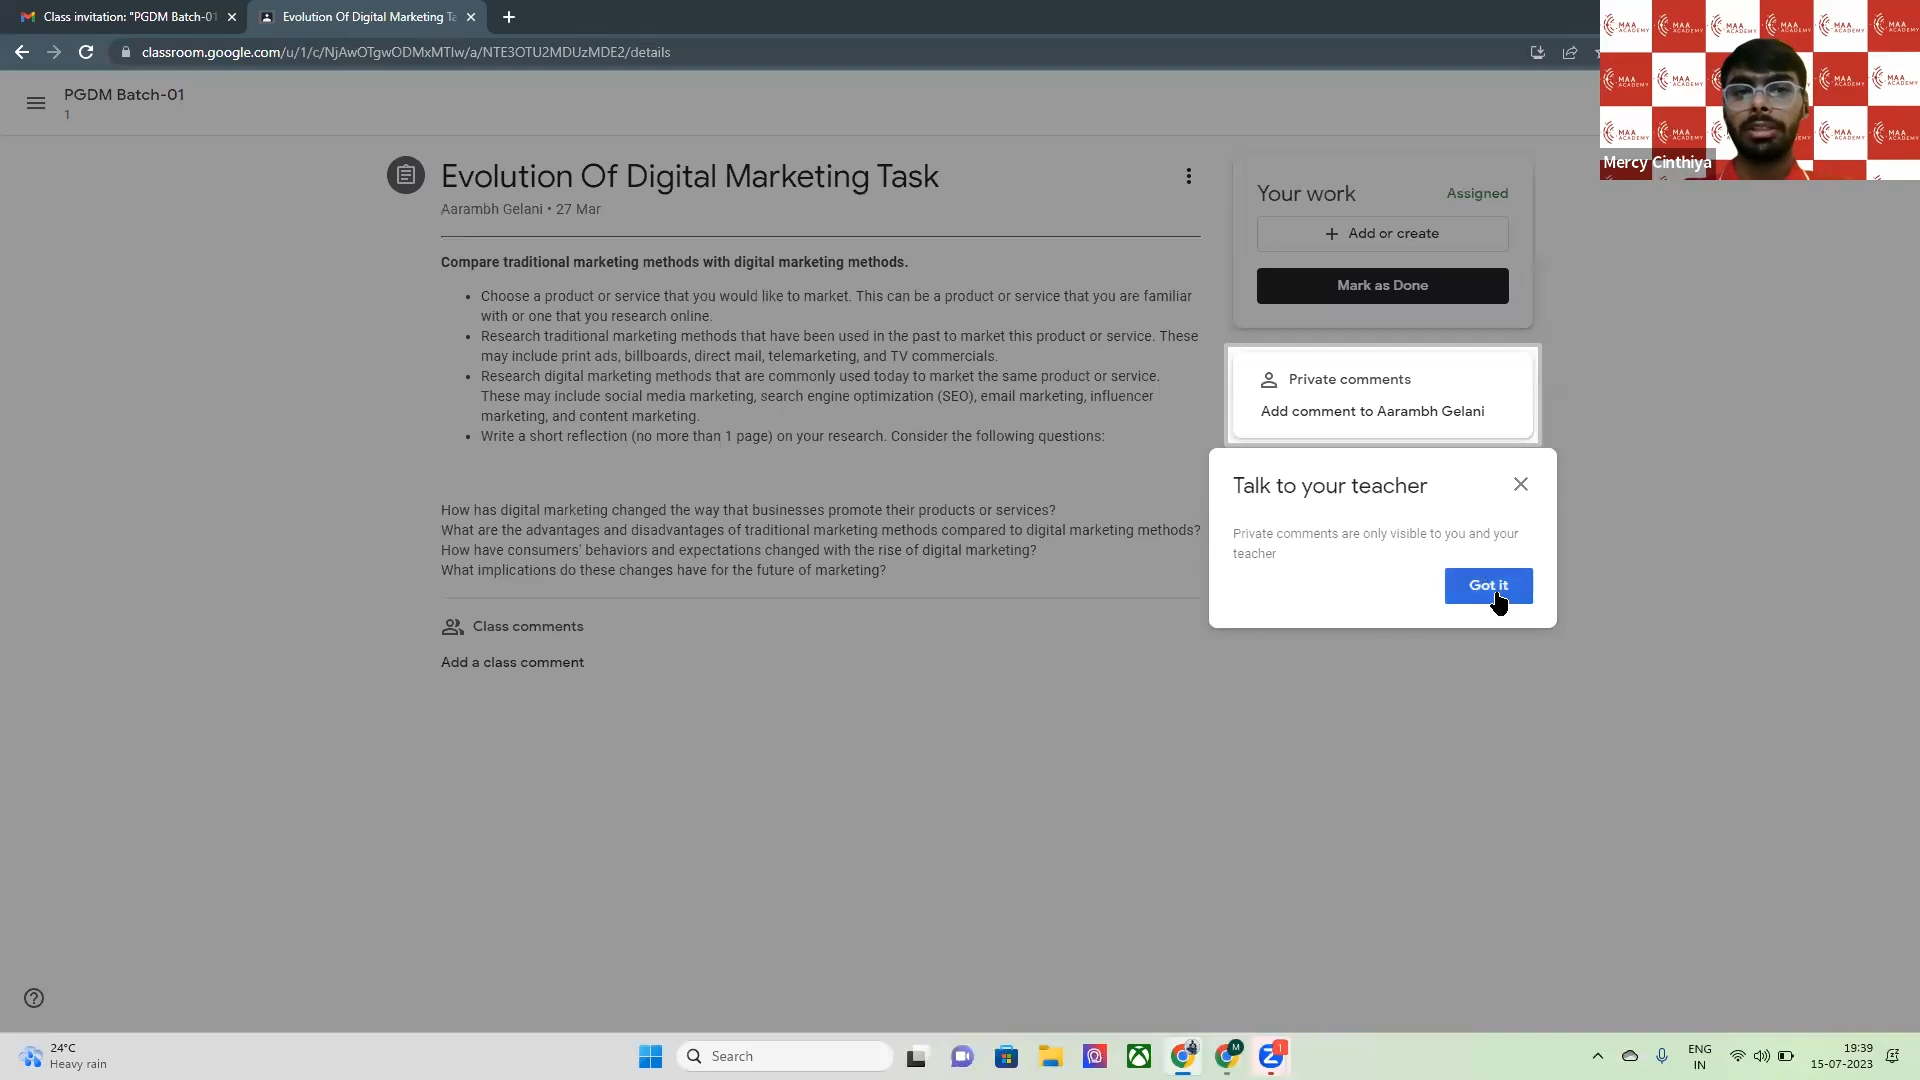 Class invitation: "PGDM Batch-01
Evolution Of Digital Marketing Ta
classroom.google.com/u/1/c/NjAwOTgwODMxMTIw/a/NTE3OTU2MDUzMDE2/details
PGDM Batch-01
1
Evolution Of Digital Marketing Task
Aarambh Gelani • 27 Mar
Compare traditional marketing methods with digital marketing methods.
• Choose a product or service that you would like to market. This can be a product or service that you are familiar
with or one that you research online.
• Research traditional marketing methods that have been used in the past to market this product or service. These
may include print ads, billboards, direct mail, telemarketing, and TV commercials.
• Research digital marketing methods that are commonly used today to market the same product or service.
These may include social media marketing, search engine optimization (SEO), email marketing, influencer
marketing, and content marketing.
• Write a short reflection (no more than 1 page) on your research. Consider the following questions:
How has digital marketing changed the way that businesses promote their products or services?
What are the advantages and disadvantages of traditional marketing methods compared to digital marketing methods?
How have consumers' behaviors and expectations changed with the rise of digital marketing?
What implications do these changes have for the future of marketing?
Class comments
Add a class comment
Your work
Assigned
+ Add or create
Mark as Done
Private comments
Add comment to Aarambh Gelani
Talk to your teacher
Private comments are only visible to you and your
teacher
Got it
MAA ACADEMY
Mercy Cinthiya
24°C
Heavy rain
Search
M
1
ENG
IN
19:39
15-07-2023